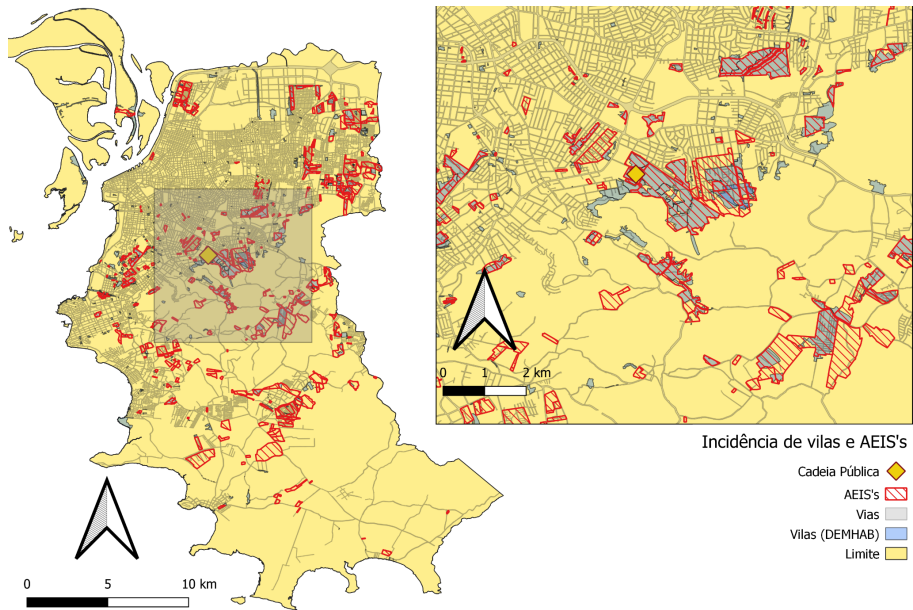 0 1 2 km
Incidência de vilas e AEIS's
Cadeia Pública
AEIS's
Vias
Vilas (DEMHAB)
Limite
0 5 10 km